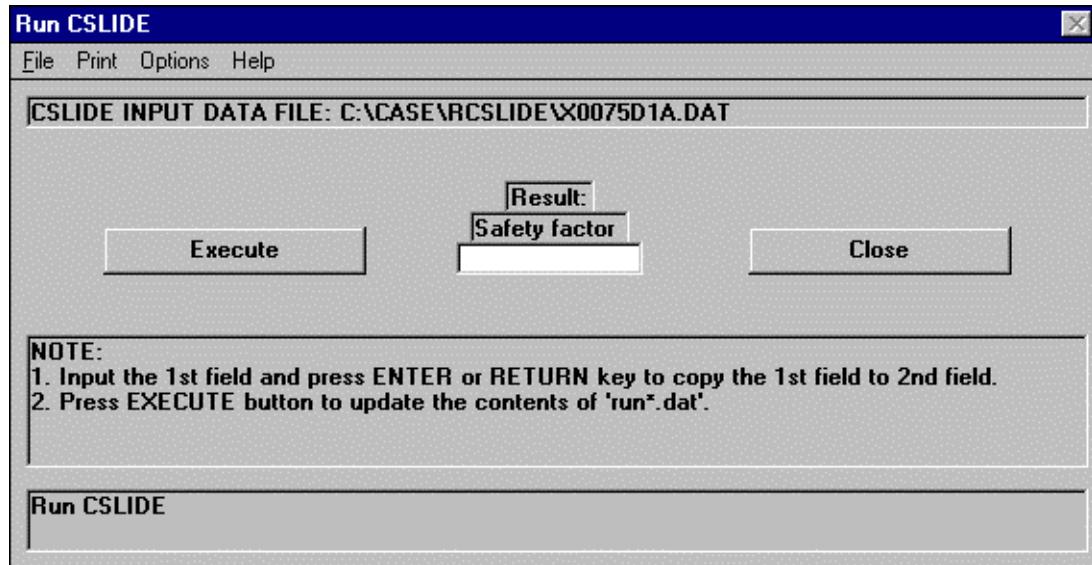 Run CSLIDE
File Print Options Help
CSLIDE INPUT DATA FILE: C:\CASE\RCSLIDE\X0075D1A.DAT
Result:
Safety factor
Execute
Close
NOTE:
1. Input the 1st field and press ENTER or RETURN key to copy the 1st field to 2nd field.
2. Press EXECUTE button to update the contents of 'run*.dat'.
Run CSLIDE